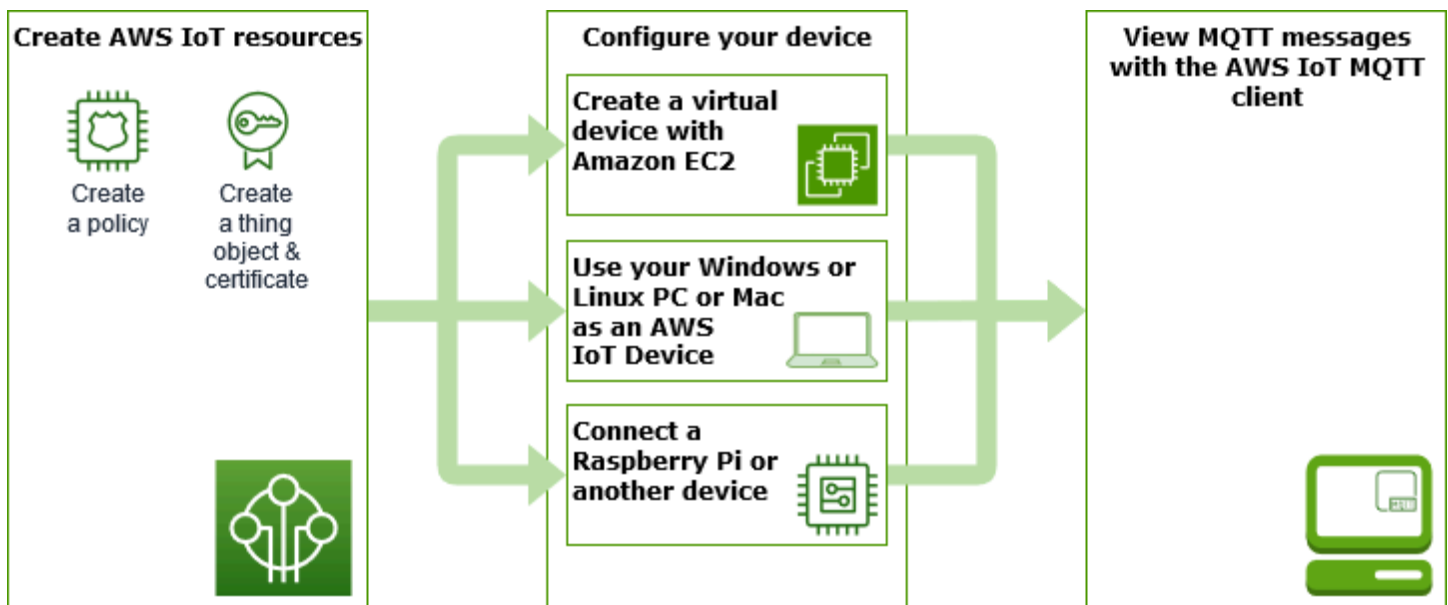 Create AWS IoT resources
Create
a policy
Create
a thing
object &
certificate
Configure your device
Create a virtual
device with
Amazon EC2
Use your Windows or
Linux PC or Mac
as an AWS
IoT Device
Connect a
Raspberry Pi or
another device
View MQTT messages
with the AWS IoT MQTT
client
MQTT